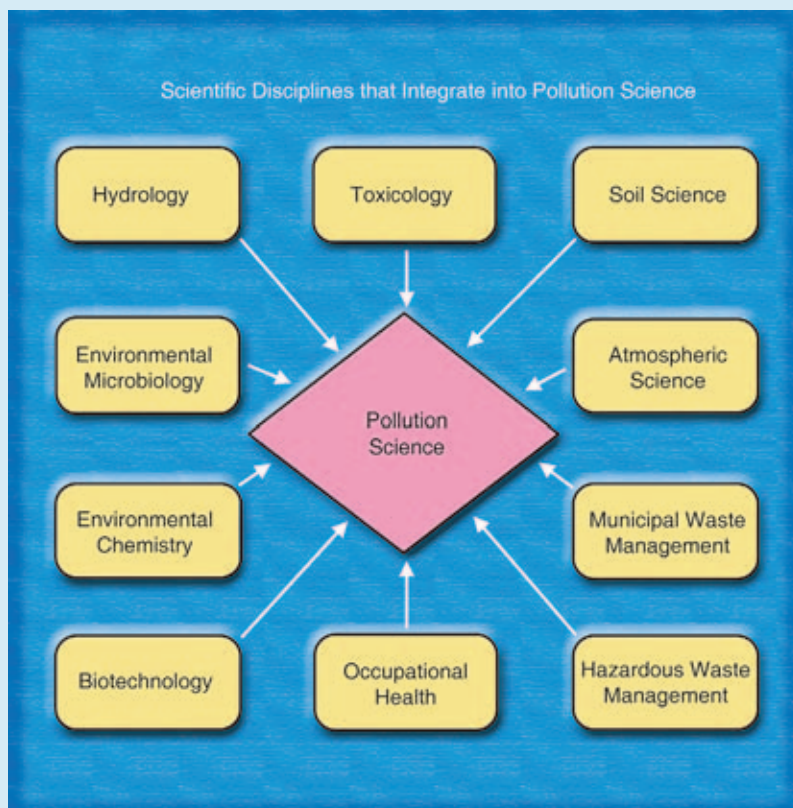 Scientific Disciplines that Integrate into Pollution Science
Hydrology
Toxicology
Soil Science
Environmental
Microbiology
Atmospheric
Science
Pollution
Science
Environmental
Chemistry
Municipal Waste
Management
Biotechnology
Occupational
Health
Hazardous Waste
Management